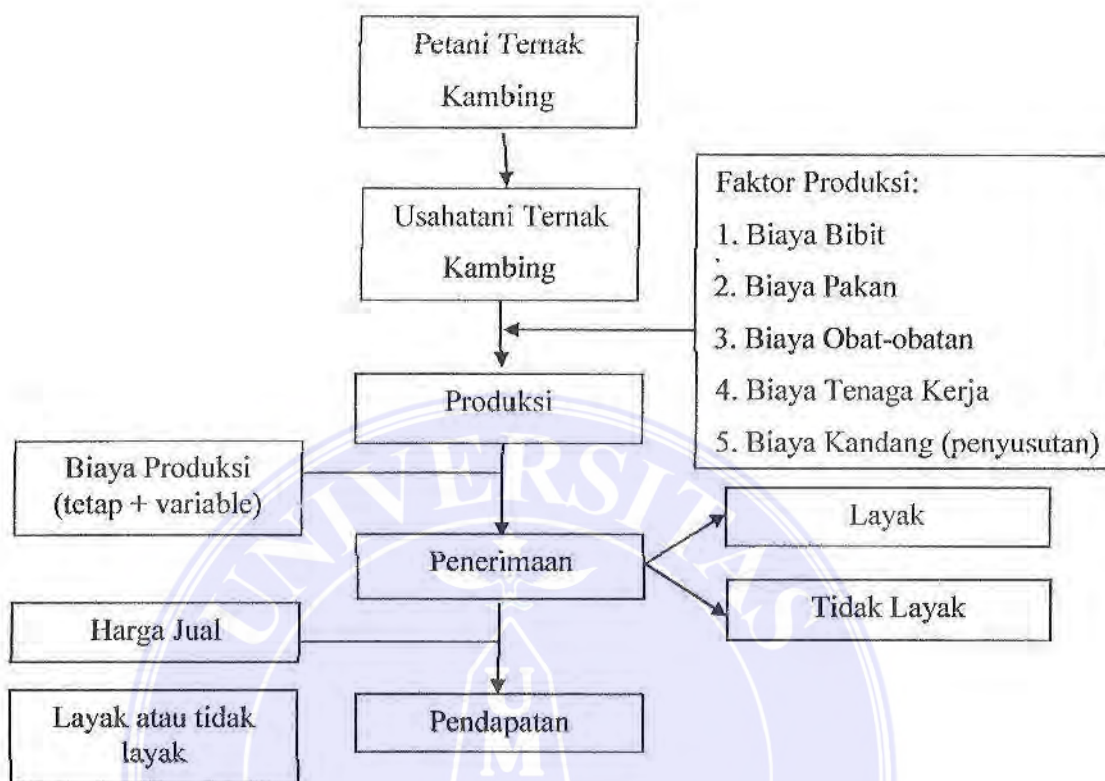 Petani Ternak
Kambing
Usahatani Ternak
Kambing
Faktor Produksi:
1. Biaya Bibit
2. Biaya Pakan
3. Biaya Obat-obatan
4. Biaya Tenaga Kerja
5. Biaya Kandang (penyusutan)
Produksi
Biaya Produksi
(tetap + variable)
Layak
Penerimaan
Tidak Layak
Harga Jual
Layak atau tidak
layak
Pendapatan
UNIVERSITAS
U
M